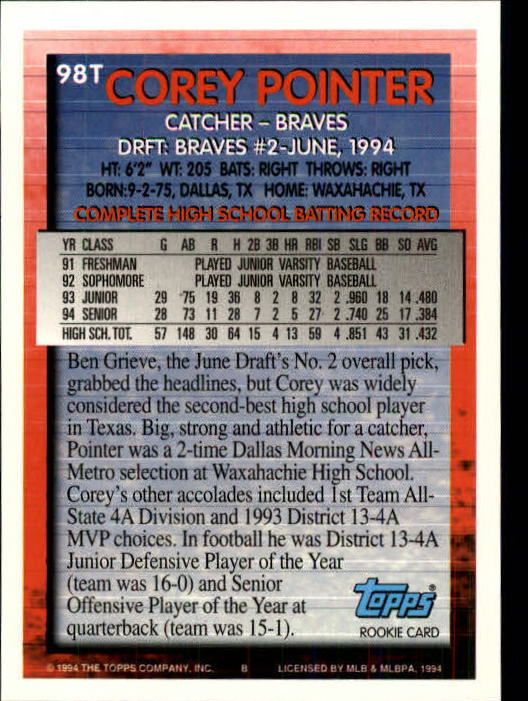 98T COREY POINTER
CATCHER – BRAVES
DRFT: BRAVES #2-JUNE, 1994
HT: 6'2" WT: 205 BATS: RIGHT THROWS: RIGHT
BORN:9-2-75, DALLAS, TX HOME: WAXAHACHIE, TX
COMPLETE HIGH SCHOOL BATTING RECORD
YR CLASS G AB R H 2B 3B HR RBI SB SLG BB SO AVG
91 FRESHMAN PLAYED JUNIOR VARSITY BASEBALL
92 SOPHOMORE PLAYED JUNIOR VARSITY BASEBALL
93 JUNIOR 29 75 19 36 8 2 8 32 2 .960 18 14 .480
94 SENIOR 28 73 11 28 7 2 5 27 2 .740 25 17 .384
HIGH SCH. TOT. 57 148 30 64 15 4 13 59 4 .851 43 31 .432
Ben Grieve, the June Draft's No. 2 overall pick,
grabbed the headlines, but Corey was widely
considered the second-best high school player
in Texas. Big, strong and athletic for a catcher,
Pointer was a 2-time Dallas Morning News All-
Metro selection at Waxahachie High School.
Corey's other accolades included 1st Team All-
State 4A Division and 1993 District 13-4A
MVP choices. In football he was District 13-4A
Junior Defensive Player of the Year
(team was 16-0) and Senior
Offensive Player of the Year at
quarterback (team was 15-1).
topps®
ROOKIE CARD
© 1994 THE TOPPS COMPANY, INC. B LICENSED BY MLB & MLBPA, 1994